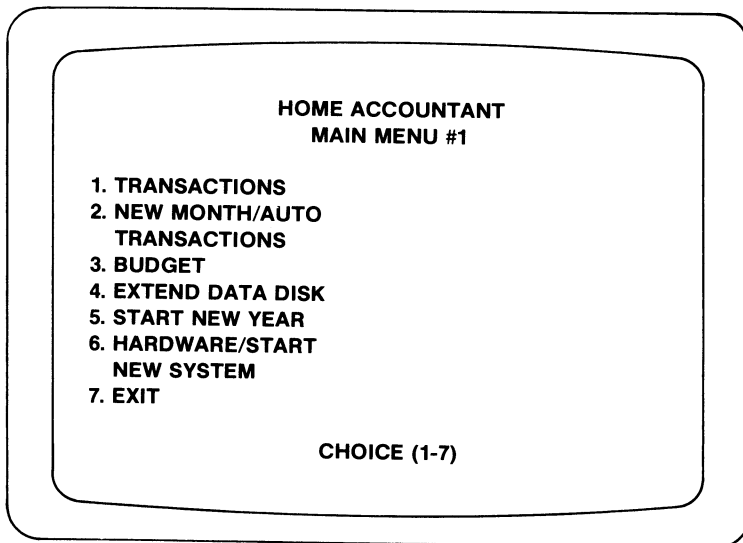 HOME ACCOUNTANT
MAIN MENU #1
1. TRANSACTIONS
2. NEW MONTH/AUTO
TRANSACTIONS
3. BUDGET
4. EXTEND DATA DISK
5. START NEW YEAR
6. HARDWARE/START
NEW SYSTEM
7. EXIT
CHOICE (1-7)